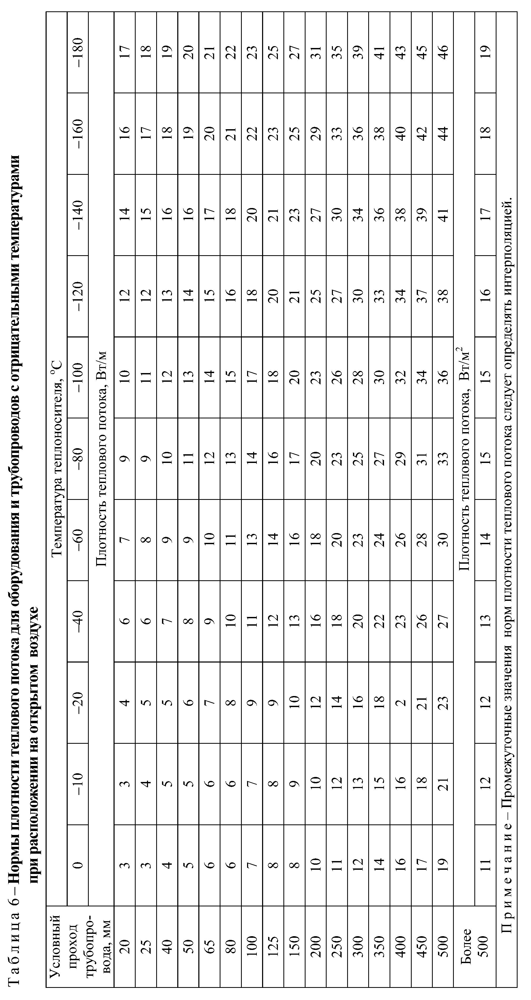 Таблица 6 – Нормы плотности теплового потока для оборудования и трубопроводов с отрицательными температурами
при расположении на открытом воздухе
Условный проход трубопро-вода, мм Температура теплоносителя, °С
0 –10 –20 –40 –60 –80 –100 –120 –140 –160 –180
Плотность теплового потока, Вт/м
20 3 3 4 6 7 9 10 12 14 16 17
25 3 4 5 6 8 9 11 12 15 17 18
40 4 5 5 7 9 10 12 13 16 18 19
50 5 5 6 8 9 11 13 14 16 19 20
65 6 6 7 9 10 12 14 15 17 20 21
80 6 6 8 10 11 13 15 16 18 21 22
100 7 7 9 11 13 14 17 18 20 22 23
125 8 8 9 12 14 16 18 20 21 23 25
150 8 9 10 13 16 17 20 21 23 25 27
200 10 10 12 16 18 20 23 25 27 29 31
250 11 12 14 18 20 23 26 27 30 33 35
300 12 13 16 20 23 25 28 30 34 36 39
350 14 15 18 22 24 27 30 33 36 38 41
400 16 16 2 23 26 29 32 34 38 40 43
450 17 18 21 26 28 31 34 37 39 42 45
500 19 21 23 27 30 33 36 38 41 44 46
Более 500 Плотность теплового потока, Вт/м²
11 12 12 13 14 15 15 16 17 18 19
Примечание – Промежуточные значения норм плотности теплового потока следует определять интерполяцией.